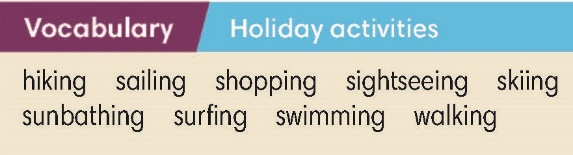 Vocabulary Holiday activities
hiking sailing shopping sightseeing skiing
sunbathing surfing swimming walking